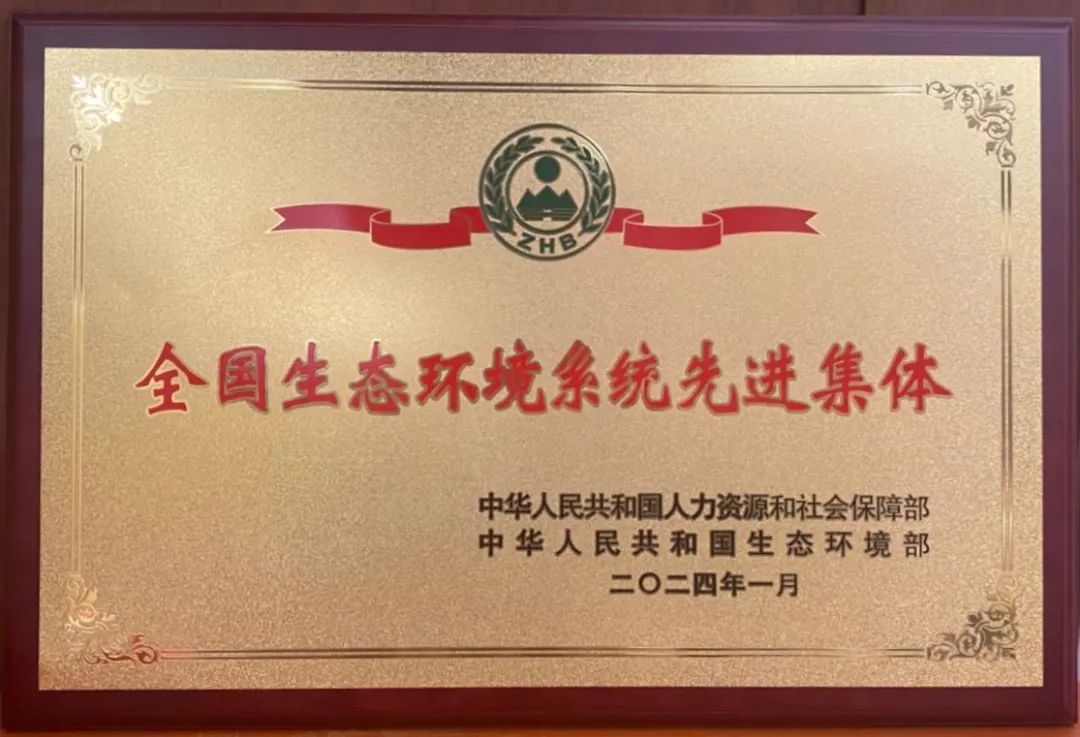 ZHB
全国生态环境系统先进集体
中华人民共和国人力资源和社会保障部
中华人民共和国生态环境部
二〇二四年一月